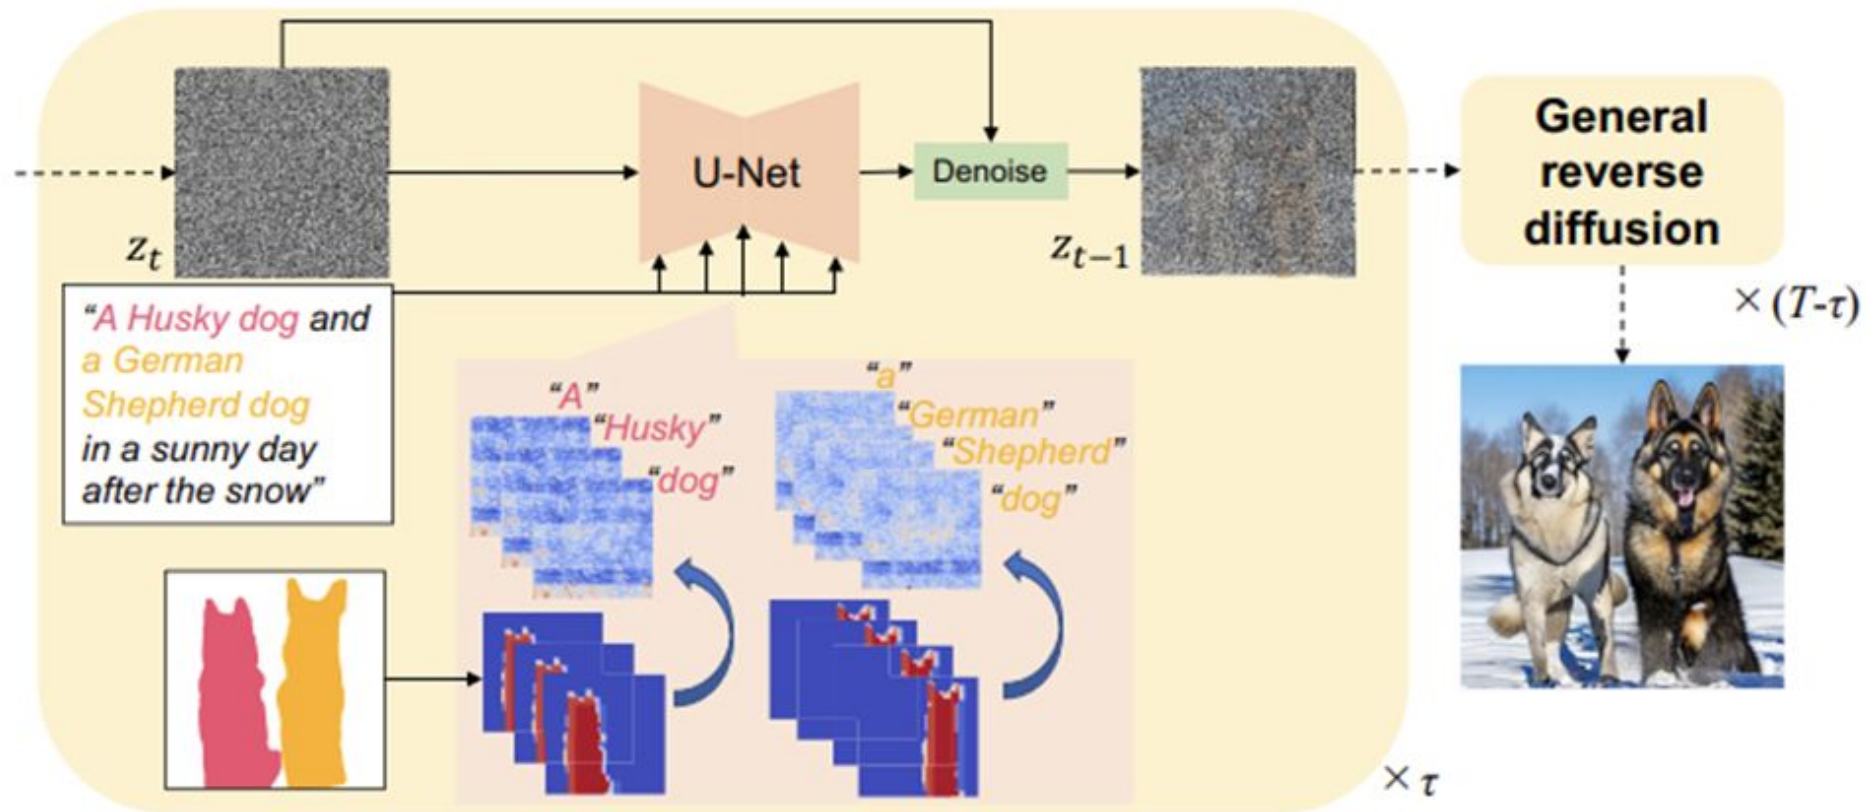 z_t
U-Net
Denoise
z_{t-1}
General
reverse
diffusion
× (T-τ)
“A Husky dog and
a German
Shepherd dog
in a sunny day
after the snow”
“A”
“Husky”
“dog”
“a”
“German”
“Shepherd”
“dog”
× τ